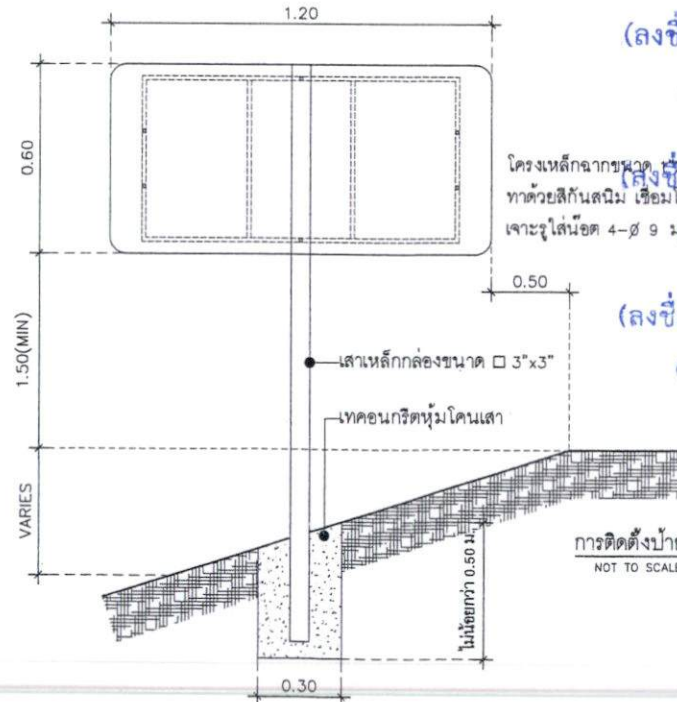 1.20
(ลงชื่
0.60
โครงเหล็กฉากขนาด
(ลงชื่
ทาด้วยสีกันสนิม เชื่อม
เจาะรูใส่น๊อต 4-Ø 9 ม
0.50
(ลงชื่
1.50(MIN)
เสาเหล็กกล่องขนาด □ 3"x3"
เทคอนกรีตหุ้มโคนเสา
VARIES
ไม่น้อยกว่า 0.50 ม.
การติดตั้งป้า
NOT TO SCALE
0.30